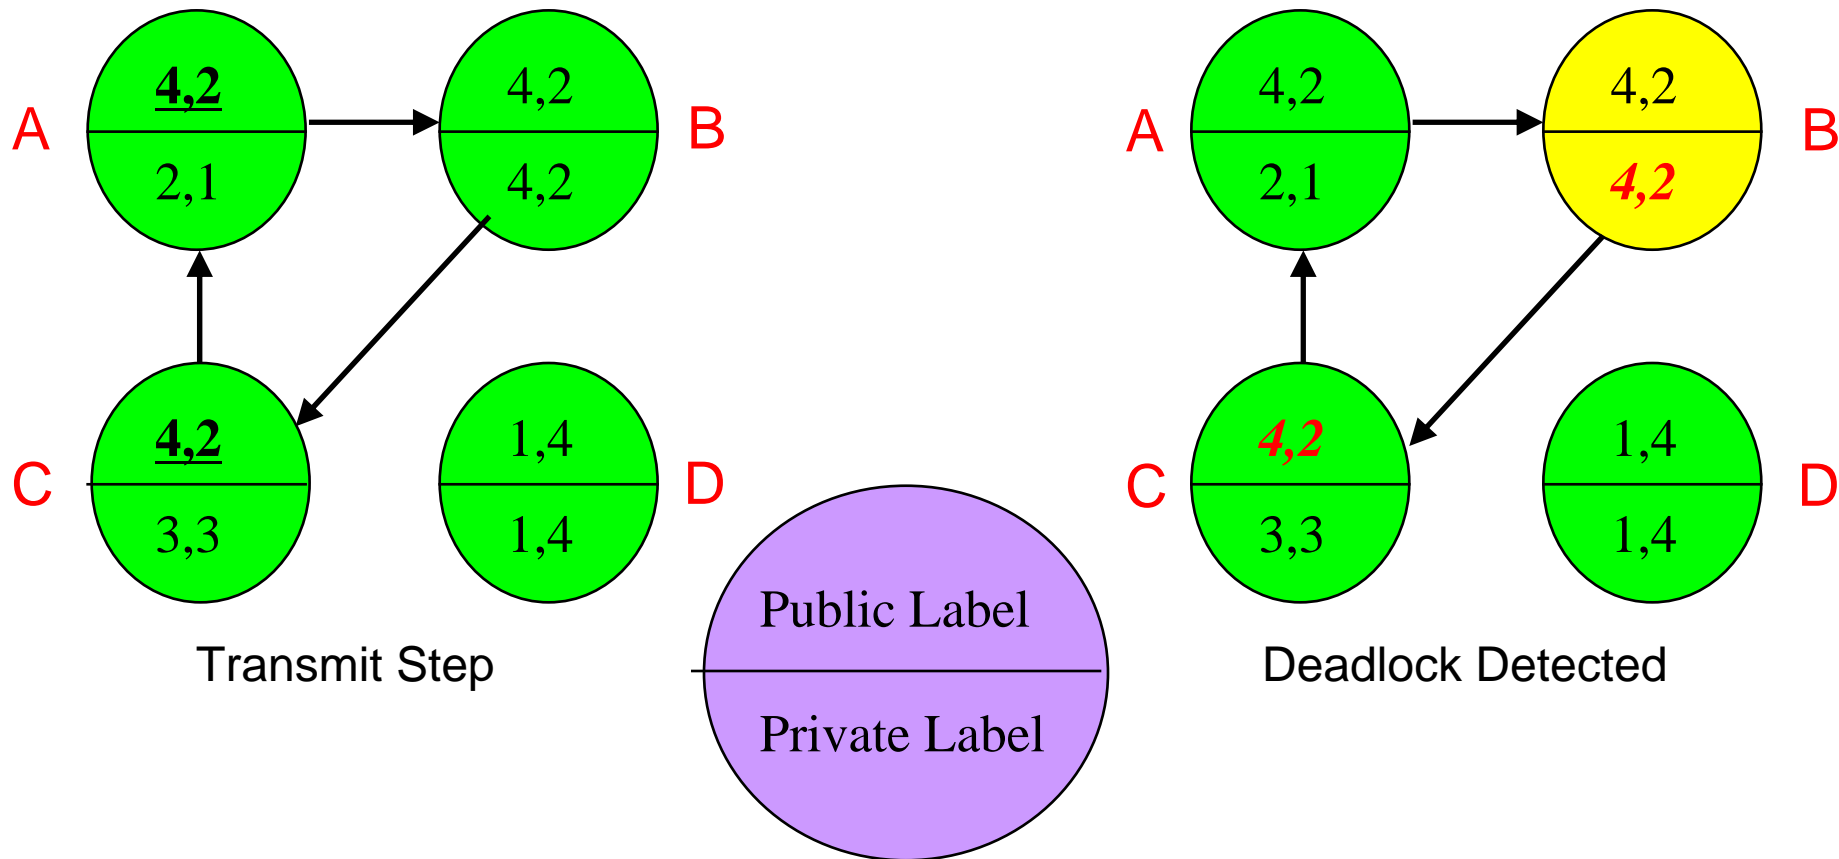 A
4,2
2,1
4,2
4,2
B
C
4,2
3,3
1,4
1,4
D
Transmit Step
Public Label
Private Label
A
4,2
2,1
4,2
4,2
B
C
4,2
3,3
1,4
1,4
D
Deadlock Detected